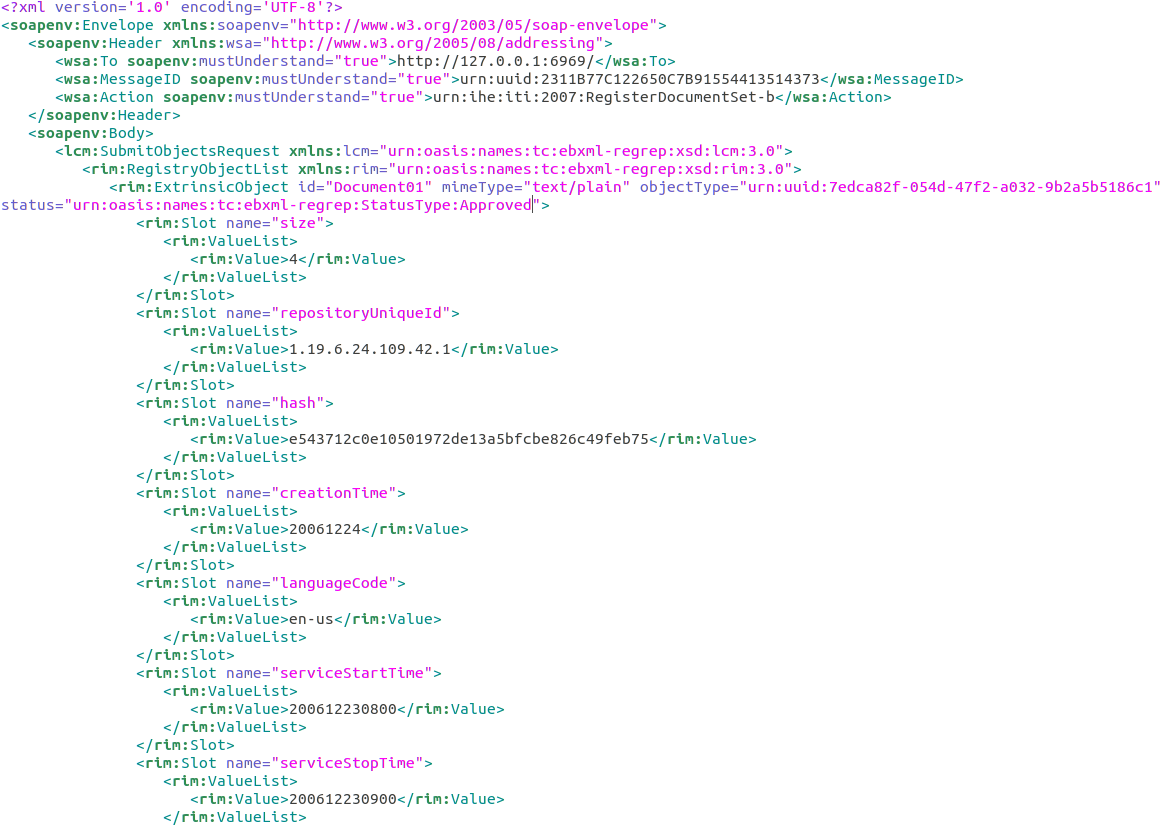 <?xml version='1.0' encoding='UTF-8'?>
<soapenv:Envelope xmlns:soapenv="http://www.w3.org/2003/05/soap-envelope">
   <soapenv:Header xmlns:wsa="http://www.w3.org/2005/08/addressing">
      <wsa:To soapenv:mustUnderstand="true">http://127.0.0.1:6969/</wsa:To>
      <wsa:MessageID soapenv:mustUnderstand="true">urn:uuid:2311B77C122650C7B91554413514373</wsa:MessageID>
      <wsa:Action soapenv:mustUnderstand="true">urn:ihe:iti:2007:RegisterDocumentSet-b</wsa:Action>
   </soapenv:Header>
   <soapenv:Body>
      <lcm:SubmitObjectsRequest xmlns:lcm="urn:oasis:names:tc:ebxml-regrep:xsd:lcm:3.0">
         <rim:RegistryObjectList xmlns:rim="urn:oasis:names:tc:ebxml-regrep:xsd:rim:3.0">
            <rim:ExtrinsicObject id="Document01" mimeType="text/plain" objectType="urn:uuid:7edca82f-054d-47f2-a032-9b2a5b5186c1"
status="urn:oasis:names:tc:ebxml-regrep:StatusType:Approved">
               <rim:Slot name="size">
                  <rim:ValueList>
                     <rim:Value>4</rim:Value>
                  </rim:ValueList>
               </rim:Slot>
               <rim:Slot name="repositoryUniqueId">
                  <rim:ValueList>
                     <rim:Value>1.19.6.24.109.42.1</rim:Value>
                  </rim:ValueList>
               </rim:Slot>
               <rim:Slot name="hash">
                  <rim:ValueList>
                     <rim:Value>e543712c0e10501972de13a5bfcbe826c49feb75</rim:Value>
                  </rim:ValueList>
               </rim:Slot>
               <rim:Slot name="creationTime">
                  <rim:ValueList>
                     <rim:Value>20061224</rim:Value>
                  </rim:ValueList>
               </rim:Slot>
               <rim:Slot name="languageCode">
                  <rim:ValueList>
                     <rim:Value>en-us</rim:Value>
                  </rim:ValueList>
               </rim:Slot>
               <rim:Slot name="serviceStartTime">
                  <rim:ValueList>
                     <rim:Value>200612230800</rim:Value>
                  </rim:ValueList>
               </rim:Slot>
               <rim:Slot name="serviceStopTime">
                  <rim:ValueList>
                     <rim:Value>200612230900</rim:Value>
                  </rim:ValueList>